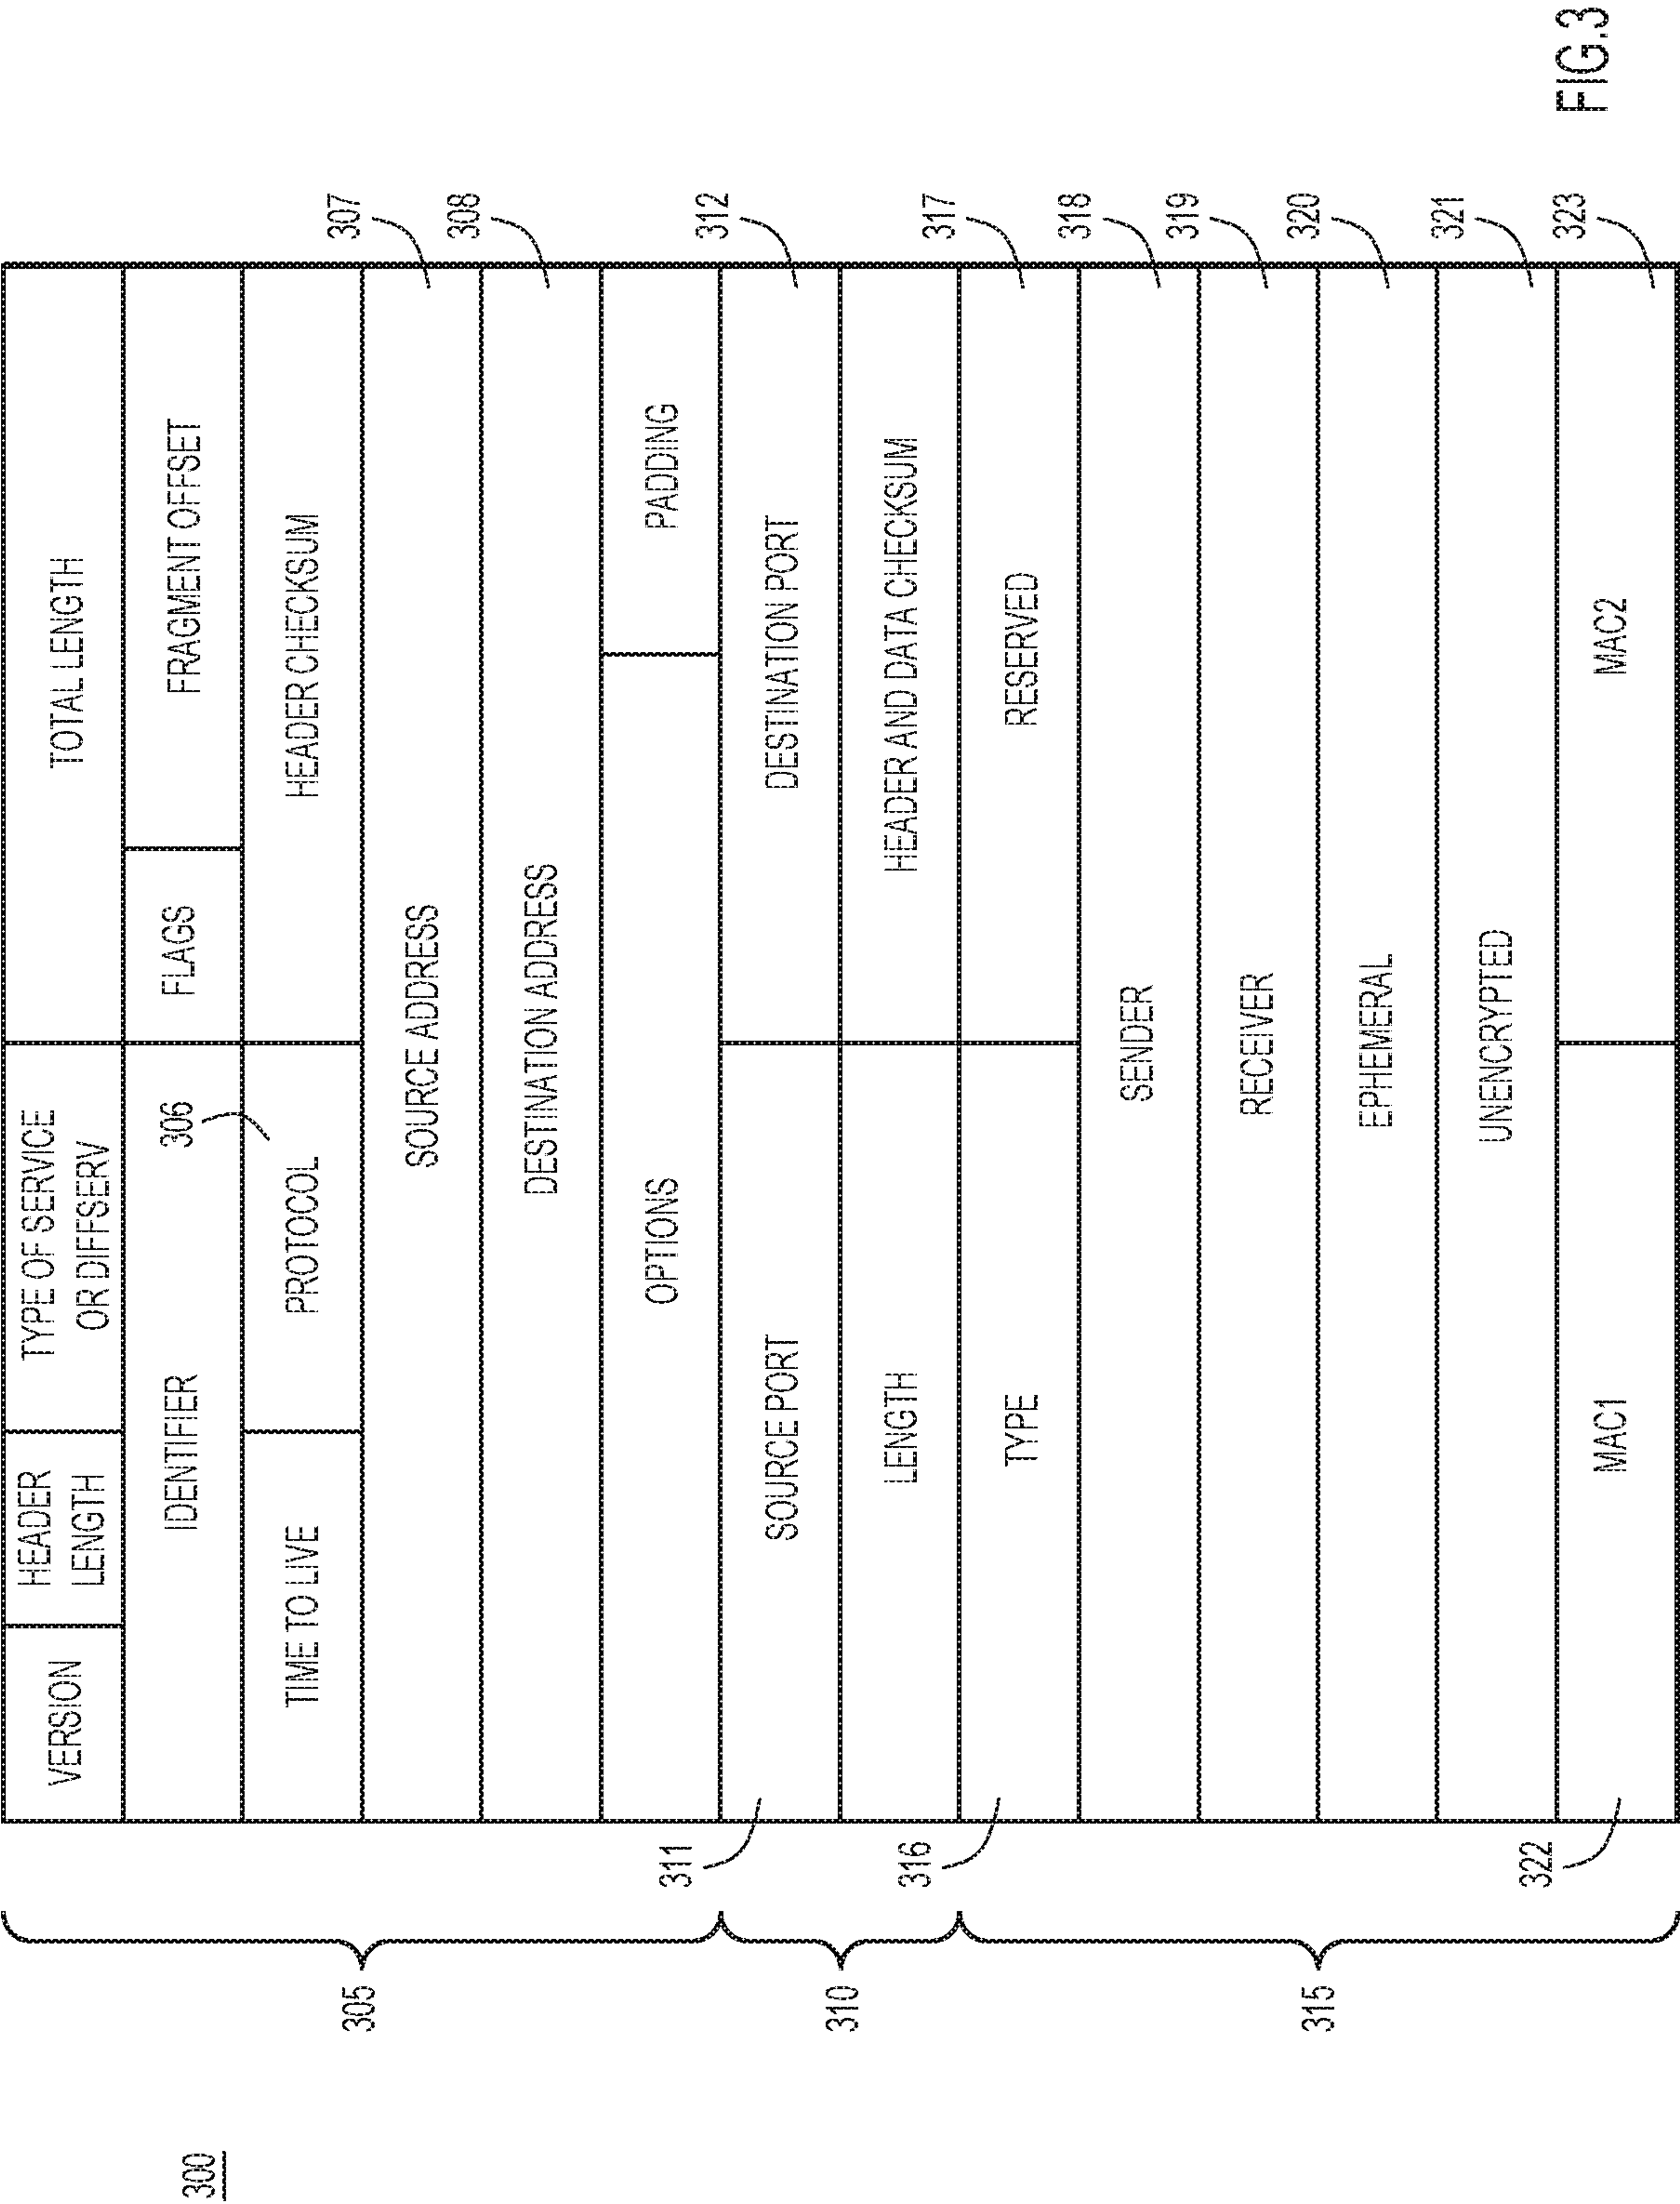 300
VERSION
HEADER
LENGTH
TYPE OF SERVICE
OR DIFFSERV
TOTAL LENGTH
IDENTIFIER
306
FLAGS
FRAGMENT OFFSET
305
TIME TO LIVE
PROTOCOL
HEADER CHECKSUM
SOURCE ADDRESS
307
DESTINATION ADDRESS
308
OPTIONS
PADDING
311
SOURCE PORT
DESTINATION PORT
312
310
LENGTH
HEADER AND DATA CHECKSUM
316
TYPE
RESERVED
317
SENDER
318
RECEIVER
319
315
EPHEMERAL
320
UNENCRYPTED
321
322
MAC1
MAC2
323
FIG.3